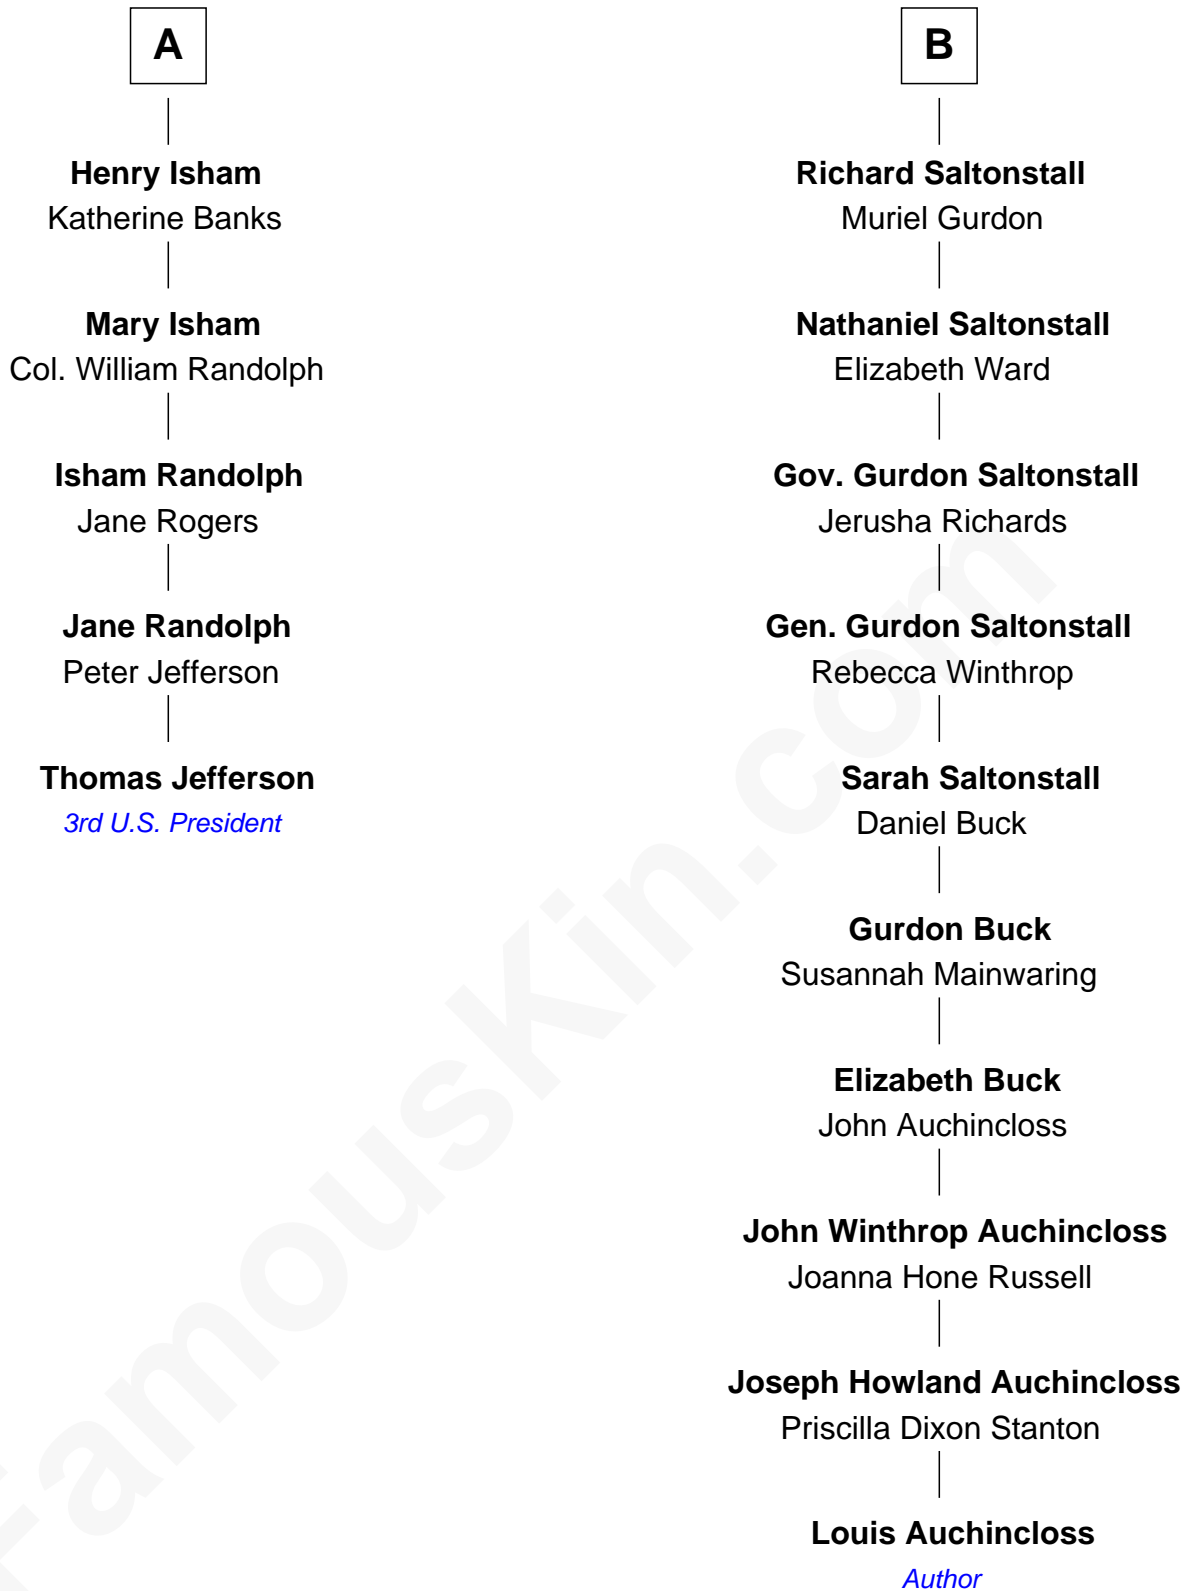 A
Henry Isham
Katherine Banks
Mary Isham
Col. William Randolph
Isham Randolph
Jane Rogers
Jane Randolph
Peter Jefferson
Thomas Jefferson
3rd U.S. President
B
Richard Saltonstall
Muriel Gurdon
Nathaniel Saltonstall
Elizabeth Ward
Gov. Gurdon Saltonstall
Jerusha Richards
Gen. Gurdon Saltonstall
Rebecca Winthrop
Sarah Saltonstall
Daniel Buck
Gurdon Buck
Susannah Mainwaring
Elizabeth Buck
John Auchincloss
John Winthrop Auchincloss
Joanna Hone Russell
Joseph Howland Auchincloss
Priscilla Dixon Stanton
Louis Auchincloss
Author
FamousKin.com